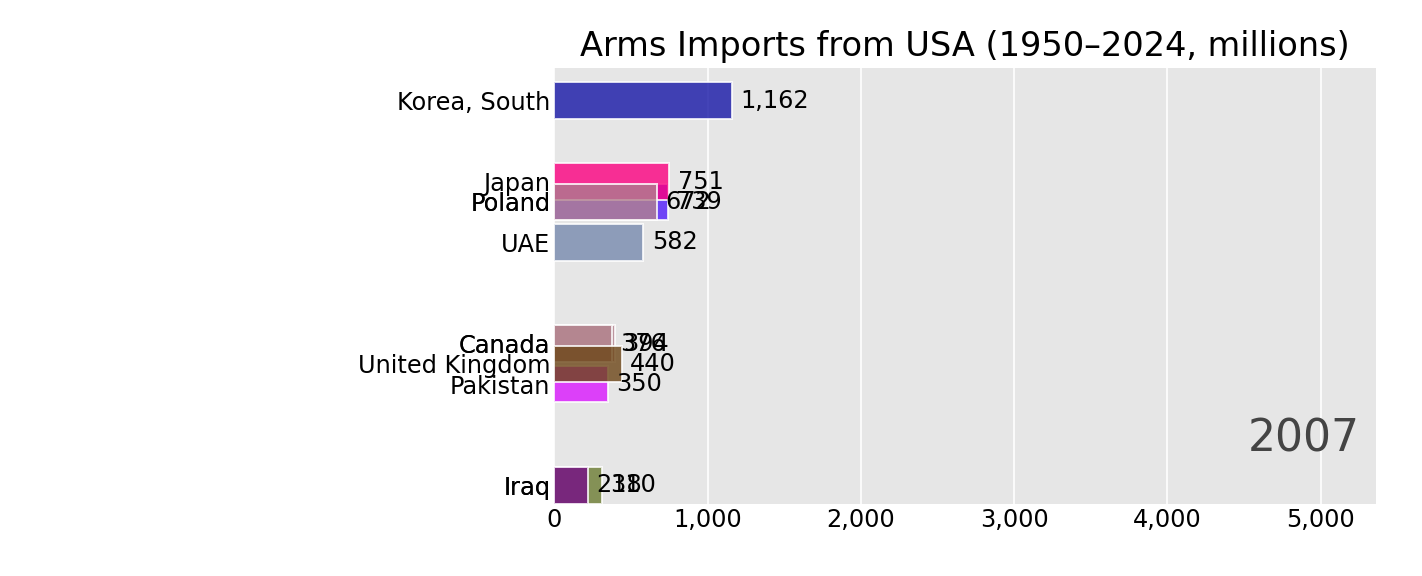 Arms Imports from USA (1950–2024, millions)
Korea, South 1,162
Japan 751
Poland 739
UAE 582
Canada
United Kingdom 440
Pakistan 350
2007
Iraq
0 1,000 2,000 3,000 4,000 5,000